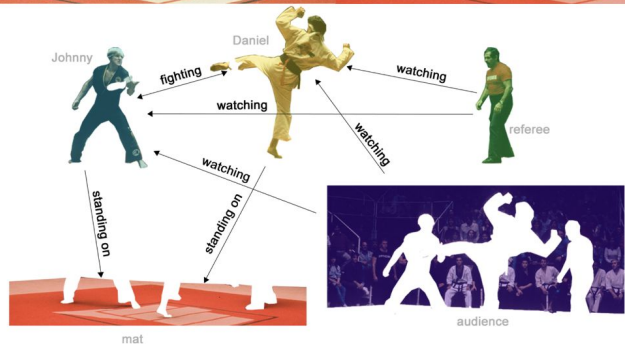 Daniel
Johnny
fighting
watching
watching
referee
watching
watching
standing on
standing on
audience
mat